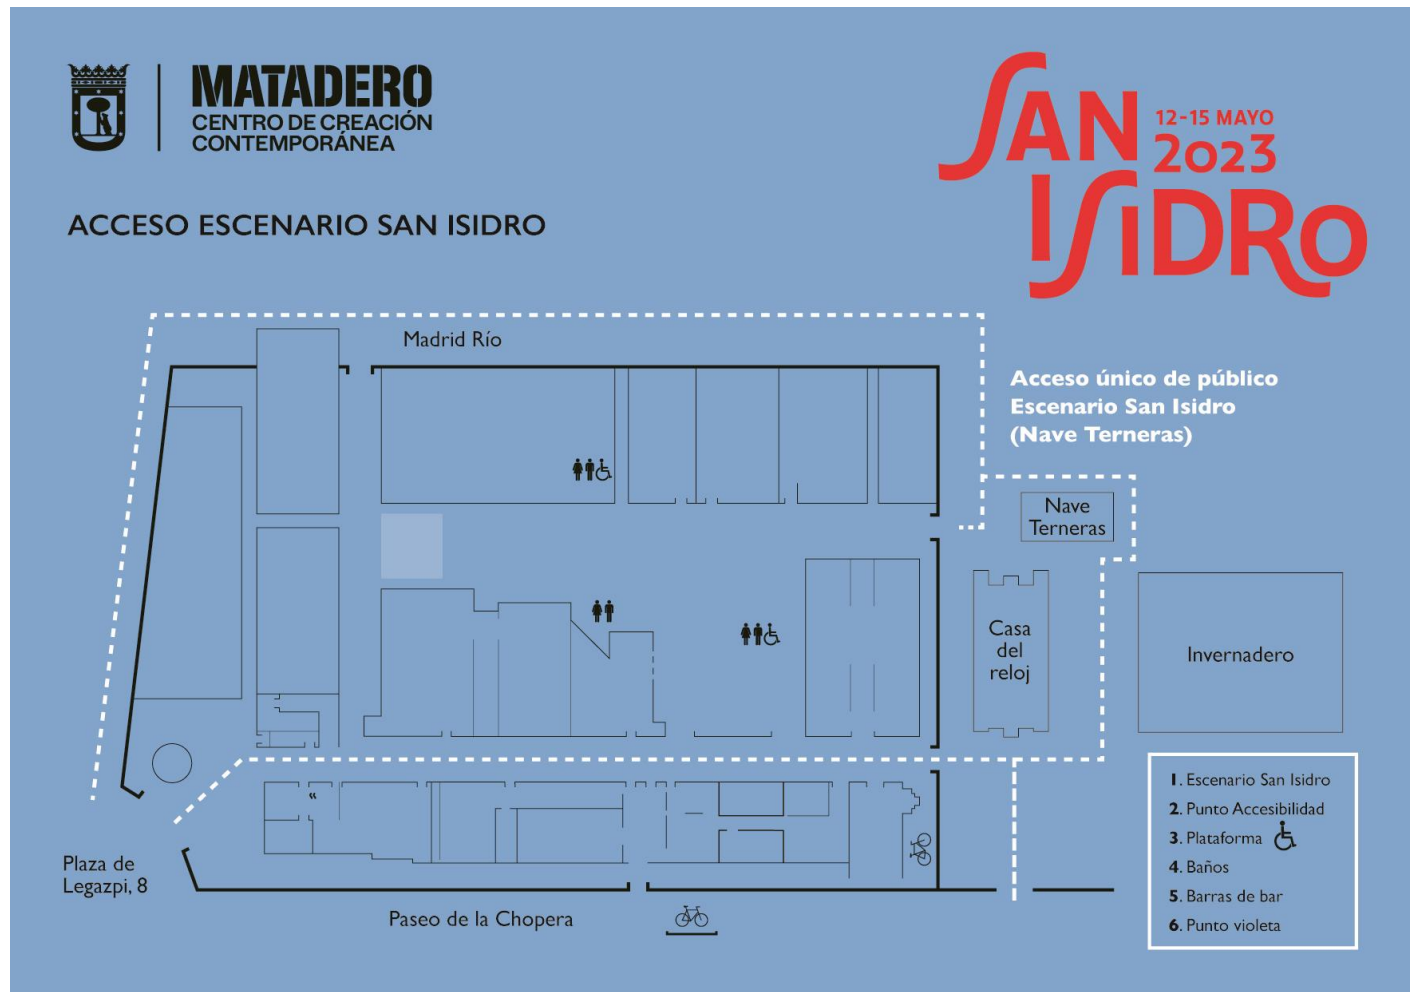 MATADERO
CENTRO DE CREACIÓN
CONTEMPORÁNEA
SAN
12-15 MAYO
2023
ISIDRO
ACCESO ESCENARIO SAN ISIDRO
Madrid Río
Acceso único de público
Escenario San Isidro
(Nave Terneras)
Nave
Terneras
Casa
del
reloj
Invernadero
Plaza de
Legazpi, 8
Paseo de la Chopera
1. Escenario San Isidro
2. Punto Accesibilidad
3. Plataforma
4. Baños
5. Barras de bar
6. Punto violeta